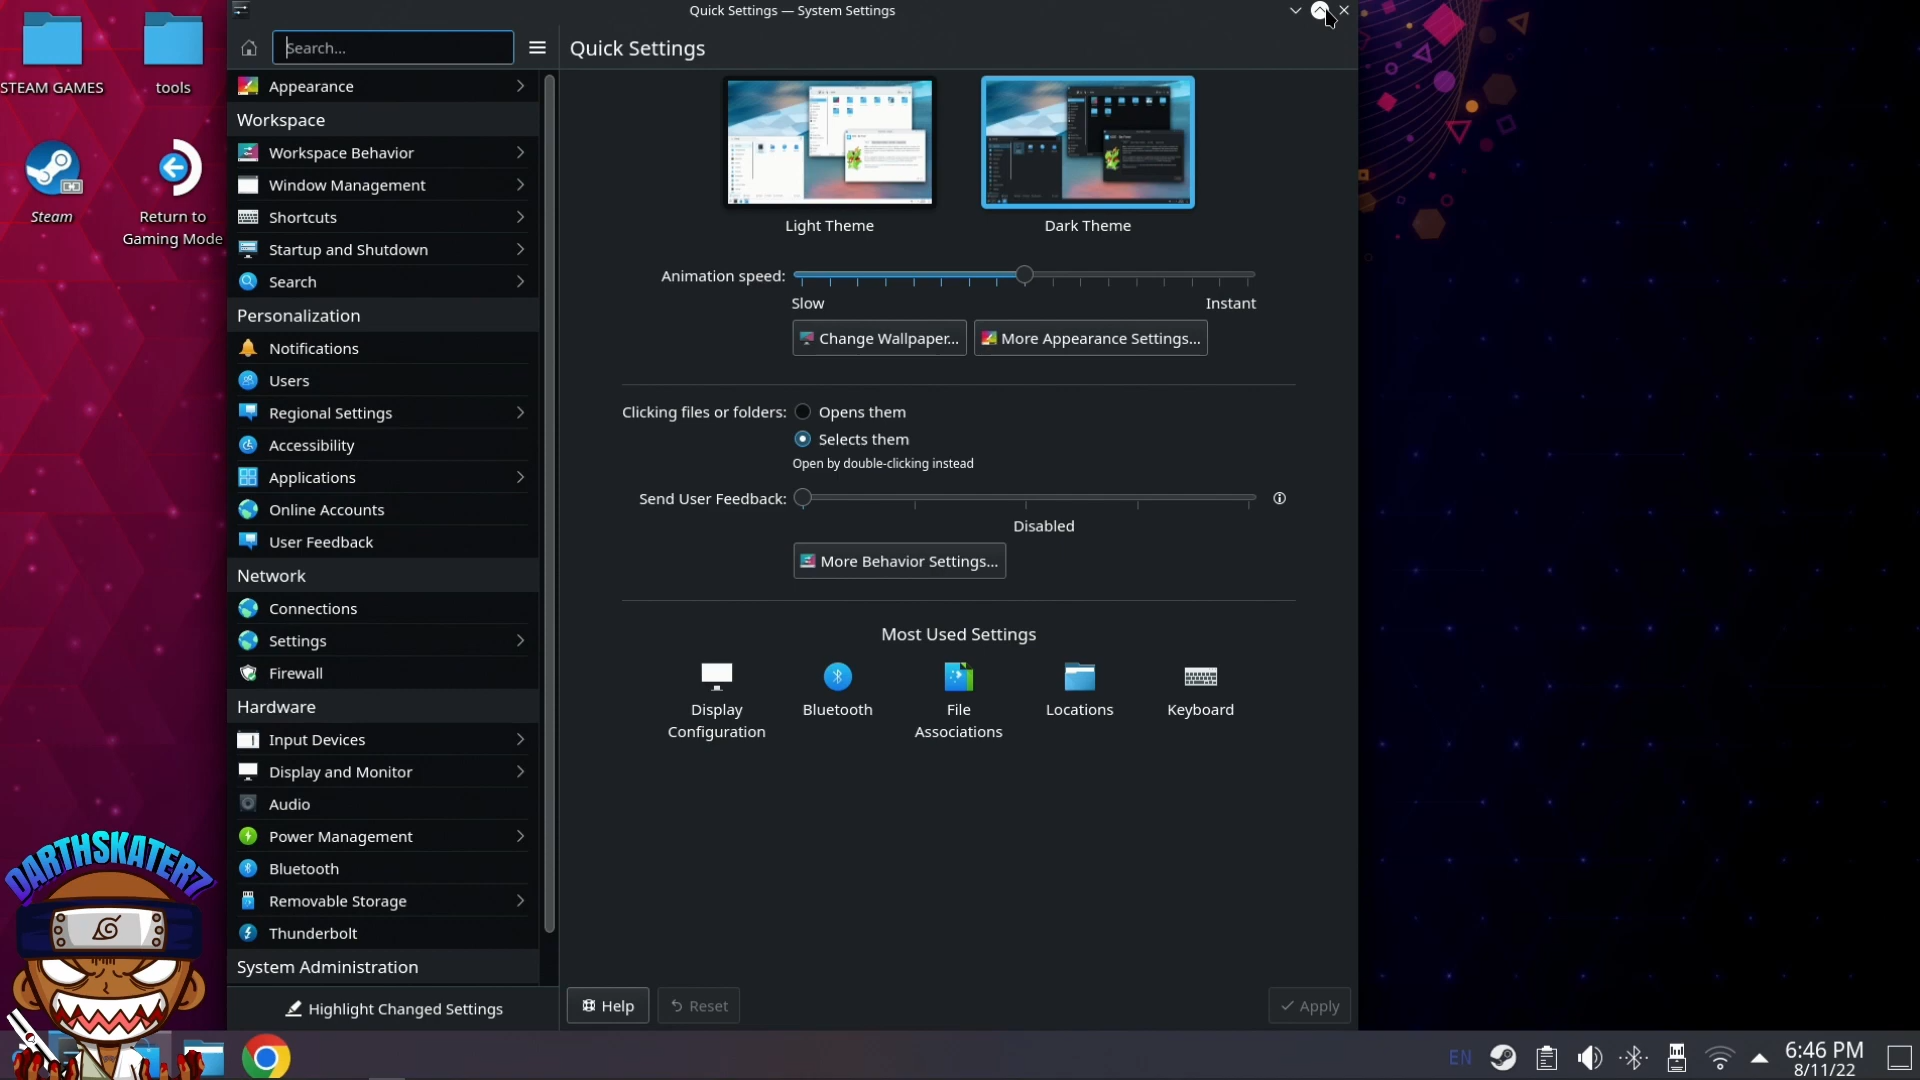 Quick Settings — System Settings
STEAM GAMES
tools
Steam
Return to
Gaming Mode
Search...
Appearance
Workspace
Workspace Behavior
Window Management
Shortcuts
Startup and Shutdown
Search
Personalization
Notifications
Users
Regional Settings
Accessibility
Applications
Online Accounts
User Feedback
Network
Connections
Settings
Firewall
Hardware
Input Devices
Display and Monitor
Audio
Power Management
Bluetooth
Removable Storage
Thunderbolt
System Administration
Highlight Changed Settings
Quick Settings
Light Theme
Dark Theme
Animation speed:
Slow
Instant
Change Wallpaper...
More Appearance Settings...
Clicking files or folders:
Opens them
Selects them
Open by double-clicking instead
Send User Feedback:
Disabled
More Behavior Settings...
Most Used Settings
Display
Configuration
Bluetooth
File
Associations
Locations
Keyboard
Help
Reset
Apply
DARTHSKATER7
EN
6:46 PM
8/11/22